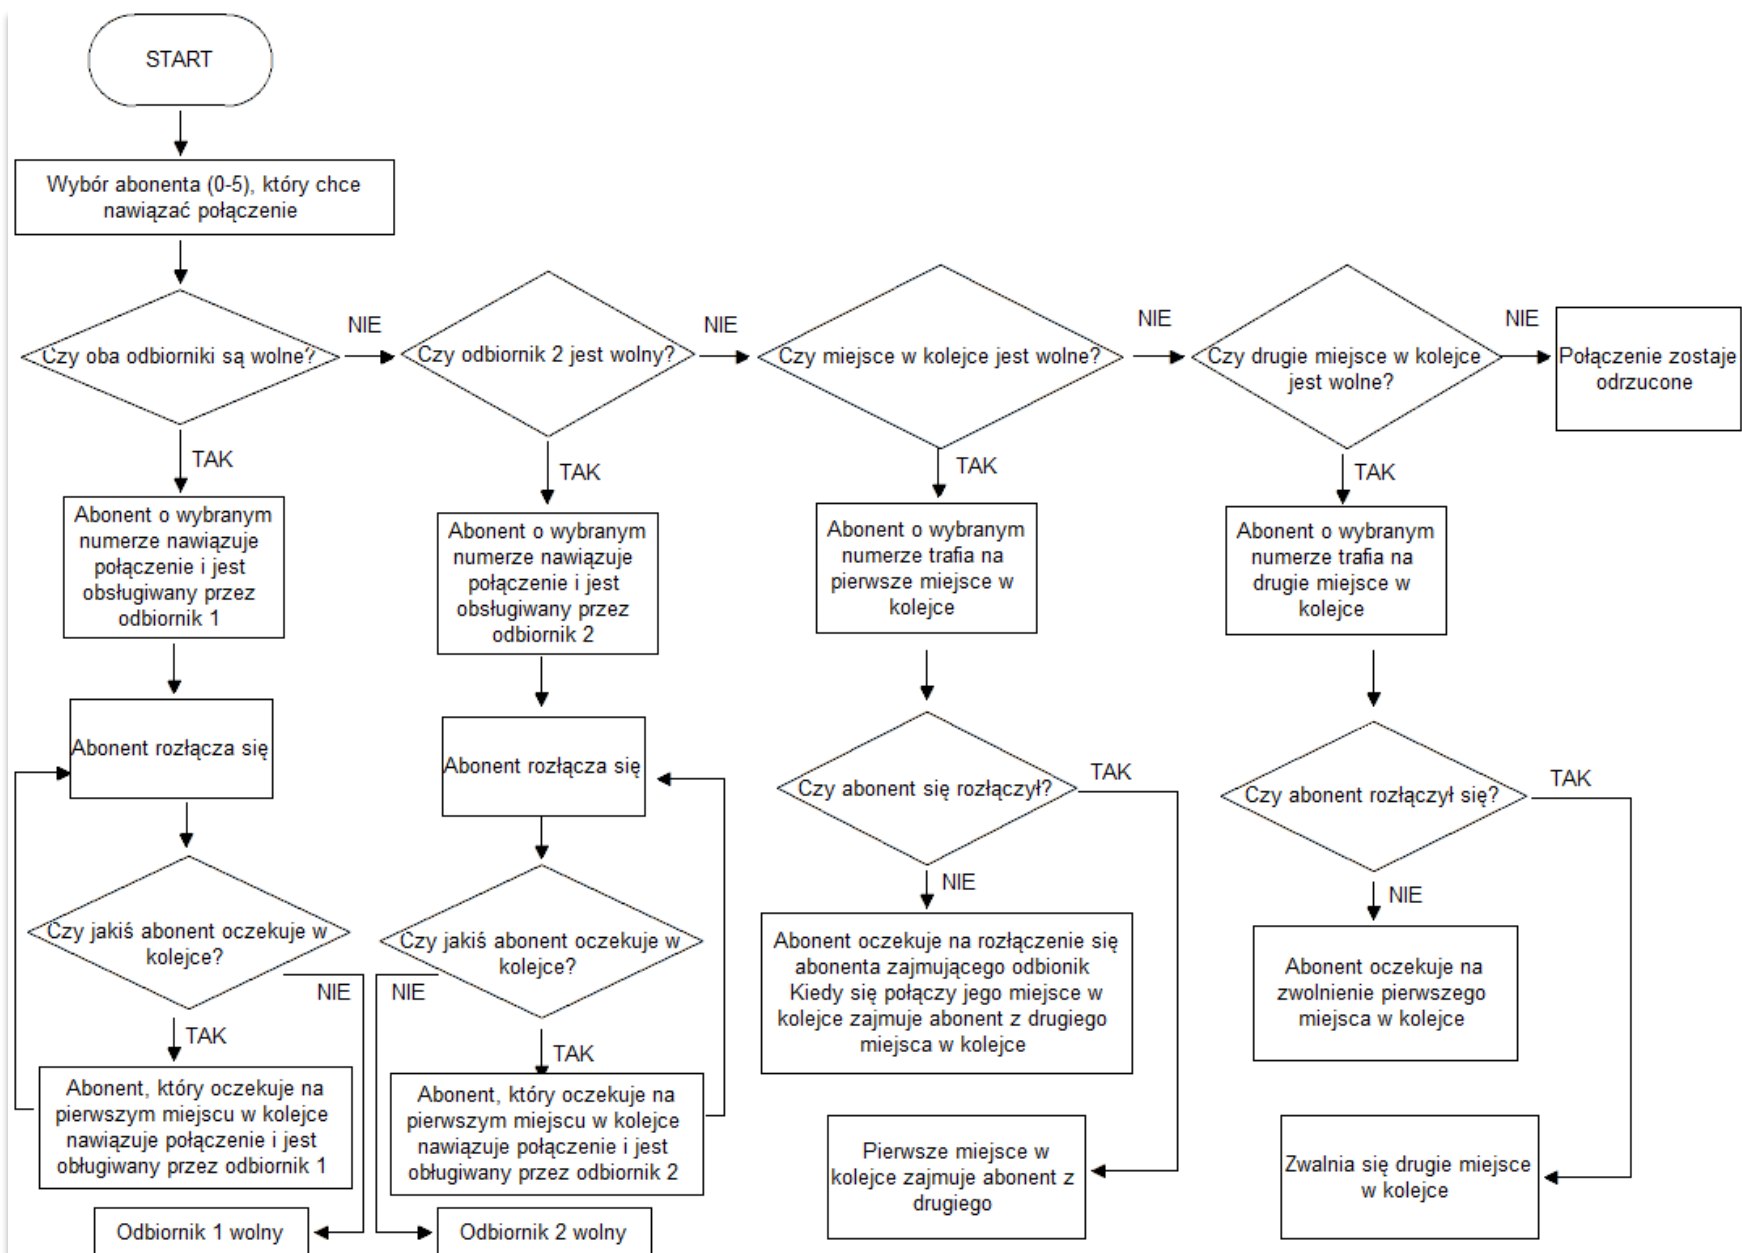 START
Wybór abonenta (0-5), który chce
nawiązać połączenie
Czy oba odbiorniki są wolne?
NIE
Czy odbiornik 2 jest wolny?
NIE
Czy miejsce w kolejce jest wolne?
NIE
Czy drugie miejsce w kolejce
jest wolne?
NIE
Połączenie zostaje
odrzucone
TAK
TAK
TAK
TAK
Abonent o wybranym
numerze nawiązuje
połączenie i jest
obsługiwany przez
odbiornik 1
Abonent o wybranym
numerze nawiązuje
połączenie i jest
obsługiwany przez
odbiornik 2
Abonent o wybranym
numerze trafia na
pierwsze miejsce w
kolejce
Abonent o wybranym
numerze trafia na
drugie miejsce w
kolejce
Abonent rozłącza się
Abonent rozłącza się
Czy abonent się rozłączył?
TAK
Czy abonent rozłączył się?
TAK
NIE
NIE
Czy jakiś abonent oczekuje w
kolejce?
NIE
Czy jakiś abonent oczekuje w
kolejce?
NIE
Abonent oczekuje na rozłączenie się
abonenta zajmującego odbionik
Kiedy się połączy jego miejsce w
kolejce zajmuje abonent z drugiego
miejsca w kolejce
Abonent oczekuje na
zwolnienie pierwszego
miejsca w kolejce
TAK
TAK
Abonent, który oczekuje na
pierwszym miejscu w kolejce
nawiązuje połączenie i jest
obługiwany przez odbiornik 1
Abonent, który oczekuje na
pierwszym miejscu w kolejce
nawiązuje połączenie i jest
obługiwany przez odbiornik 2
Pierwsze miejsce w
kolejce zajmuje abonent z
drugiego
Zwalnia się drugie miejsce
w kolejce
Odbiornik 1 wolny
Odbiornik 2 wolny